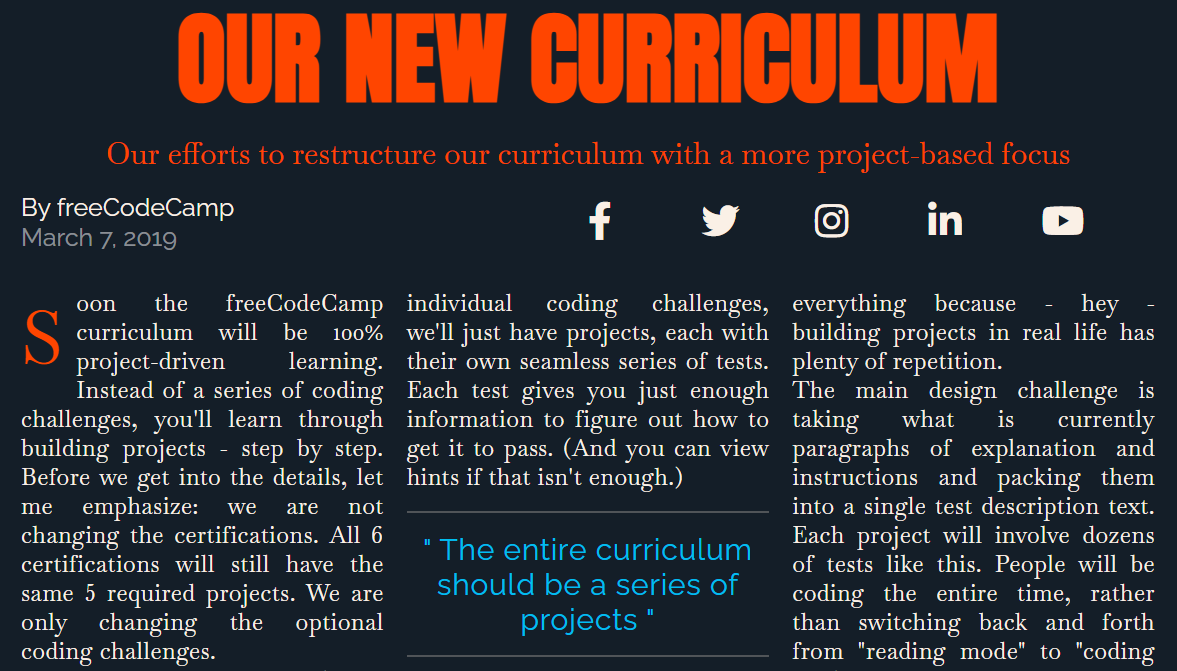 OUR NEW CURRICULUM
Our efforts to restructure our curriculum with a more project-based focus
By freeCodeCamp
March 7, 2019
Soon the freeCodeCamp
curriculum will be 100%
project-driven learning.
Instead of a series of coding
challenges, you'll learn through
building projects - step by step.
Before we get into the details, let
me emphasize: we are not
changing the certifications. All 6
certifications will still have the
same 5 required projects. We are
only changing the optional
coding challenges.
individual coding challenges,
we'll just have projects, each with
their own seamless series of tests.
Each test gives you just enough
information to figure out how to
get it to pass. (And you can view
hints if that isn't enough.)
" The entire curriculum
should be a series of
projects "
everything because - hey -
building projects in real life has
plenty of repetition.
The main design challenge is
taking what is currently
paragraphs of explanation and
instructions and packing them
into a single test description text.
Each project will involve dozens
of tests like this. People will be
coding the entire time, rather
than switching back and forth
from "reading mode" to "coding